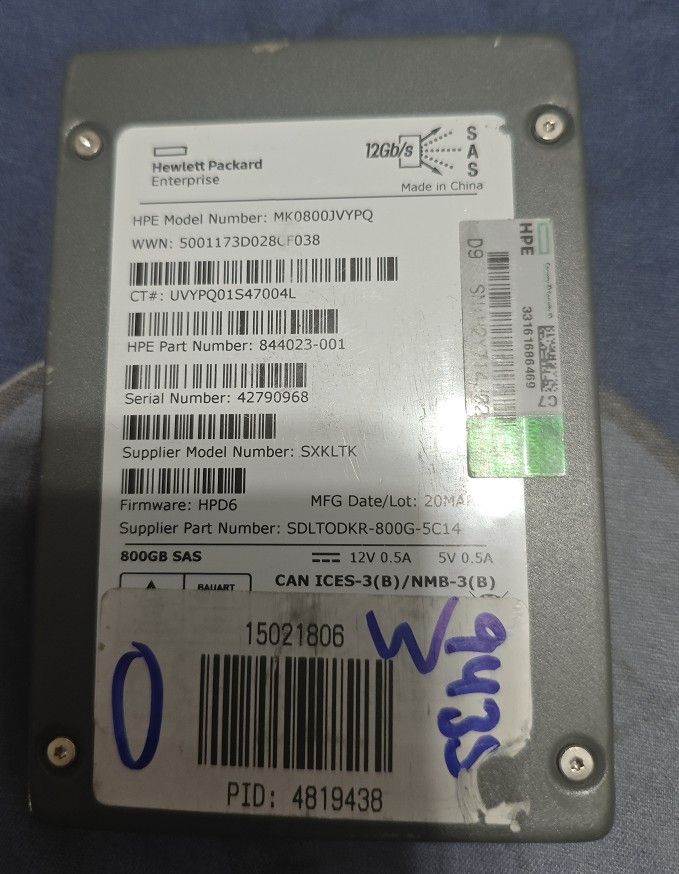 Hewlett Packard
Enterprise
12Gb/s
SAS
Made in China
HPE Model Number: MK0800JVYPQ
WWN: 5001173D028CF038
CT#: UVYPQ01S47004L
HPE Part Number: 844023-001
Serial Number: 42790968
Supplier Model Number: SXKLTK
Firmware: HPD6
MFG Date/Lot:
Supplier Part Number: SDLTODKR-800G-5C14
800GB SAS
12V 0.5A 5V 0.5A
BAUART
CAN ICES-3(B)/NMB-3(B)
HPE
33161686469
D9
15021806
PID: 4819438
0
W
9435